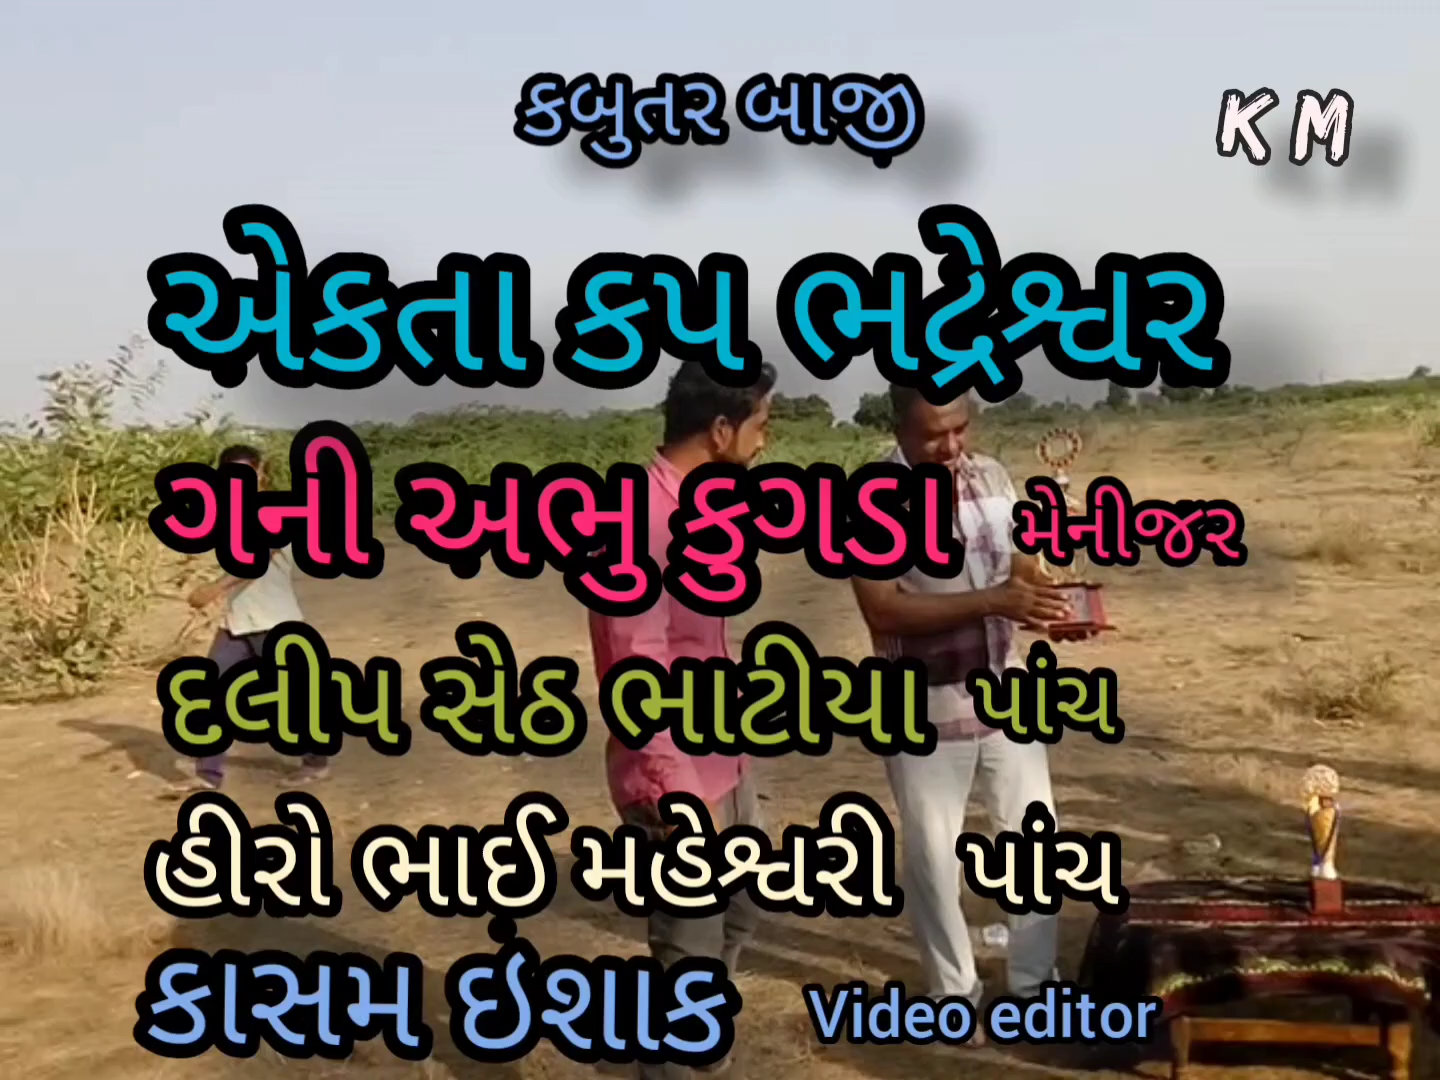 કબુતર બાજી
K M
એકતા કપ ભદ્રેશ્વર
ગની અભુ કુગડા મેનીજર
દલીપ સેઠ ભાટીયા પાંચ
હીરો ભાઈ મહેશ્વરી પાંચ
કાસમ ઇશાક Video editor